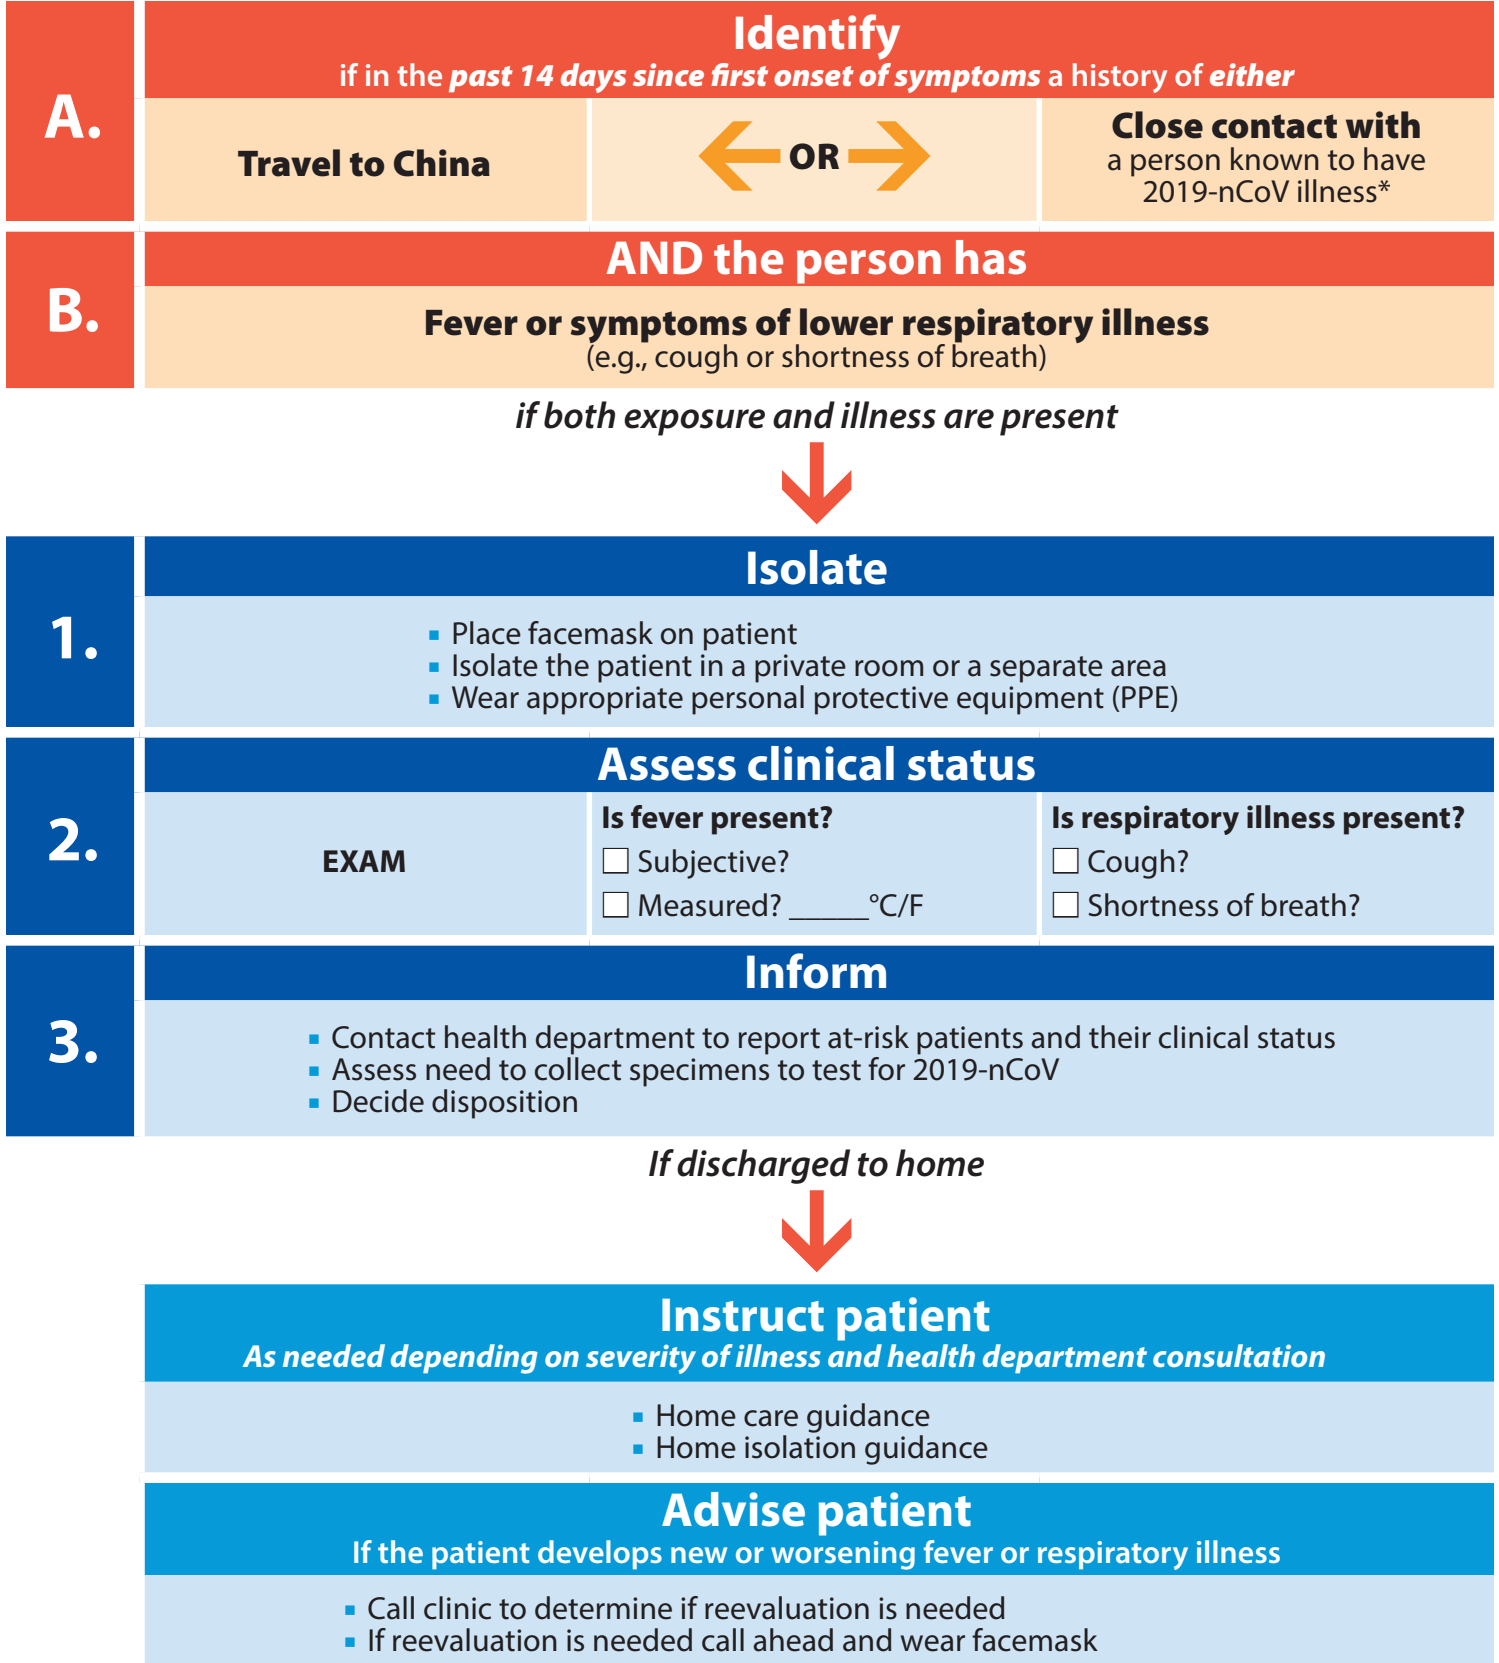 A.
Identify
if in the past 14 days since first onset of symptoms a history of either
Travel to China
OR
Close contact with
a person known to have
2019-nCoV illness*
B.
AND the person has
Fever or symptoms of lower respiratory illness
(e.g., cough or shortness of breath)
if both exposure and illness are present
1.
Isolate
▪ Place facemask on patient
▪ Isolate the patient in a private room or a separate area
▪ Wear appropriate personal protective equipment (PPE)
2.
Assess clinical status
EXAM
Is fever present?
☐ Subjective?
☐ Measured? _____°C/F
Is respiratory illness present?
☐ Cough?
☐ Shortness of breath?
3.
Inform
▪ Contact health department to report at-risk patients and their clinical status
▪ Assess need to collect specimens to test for 2019-nCoV
▪ Decide disposition
If discharged to home
Instruct patient
As needed depending on severity of illness and health department consultation
▪ Home care guidance
▪ Home isolation guidance
Advise patient
If the patient develops new or worsening fever or respiratory illness
▪ Call clinic to determine if reevaluation is needed
▪ If reevaluation is needed call ahead and wear facemask